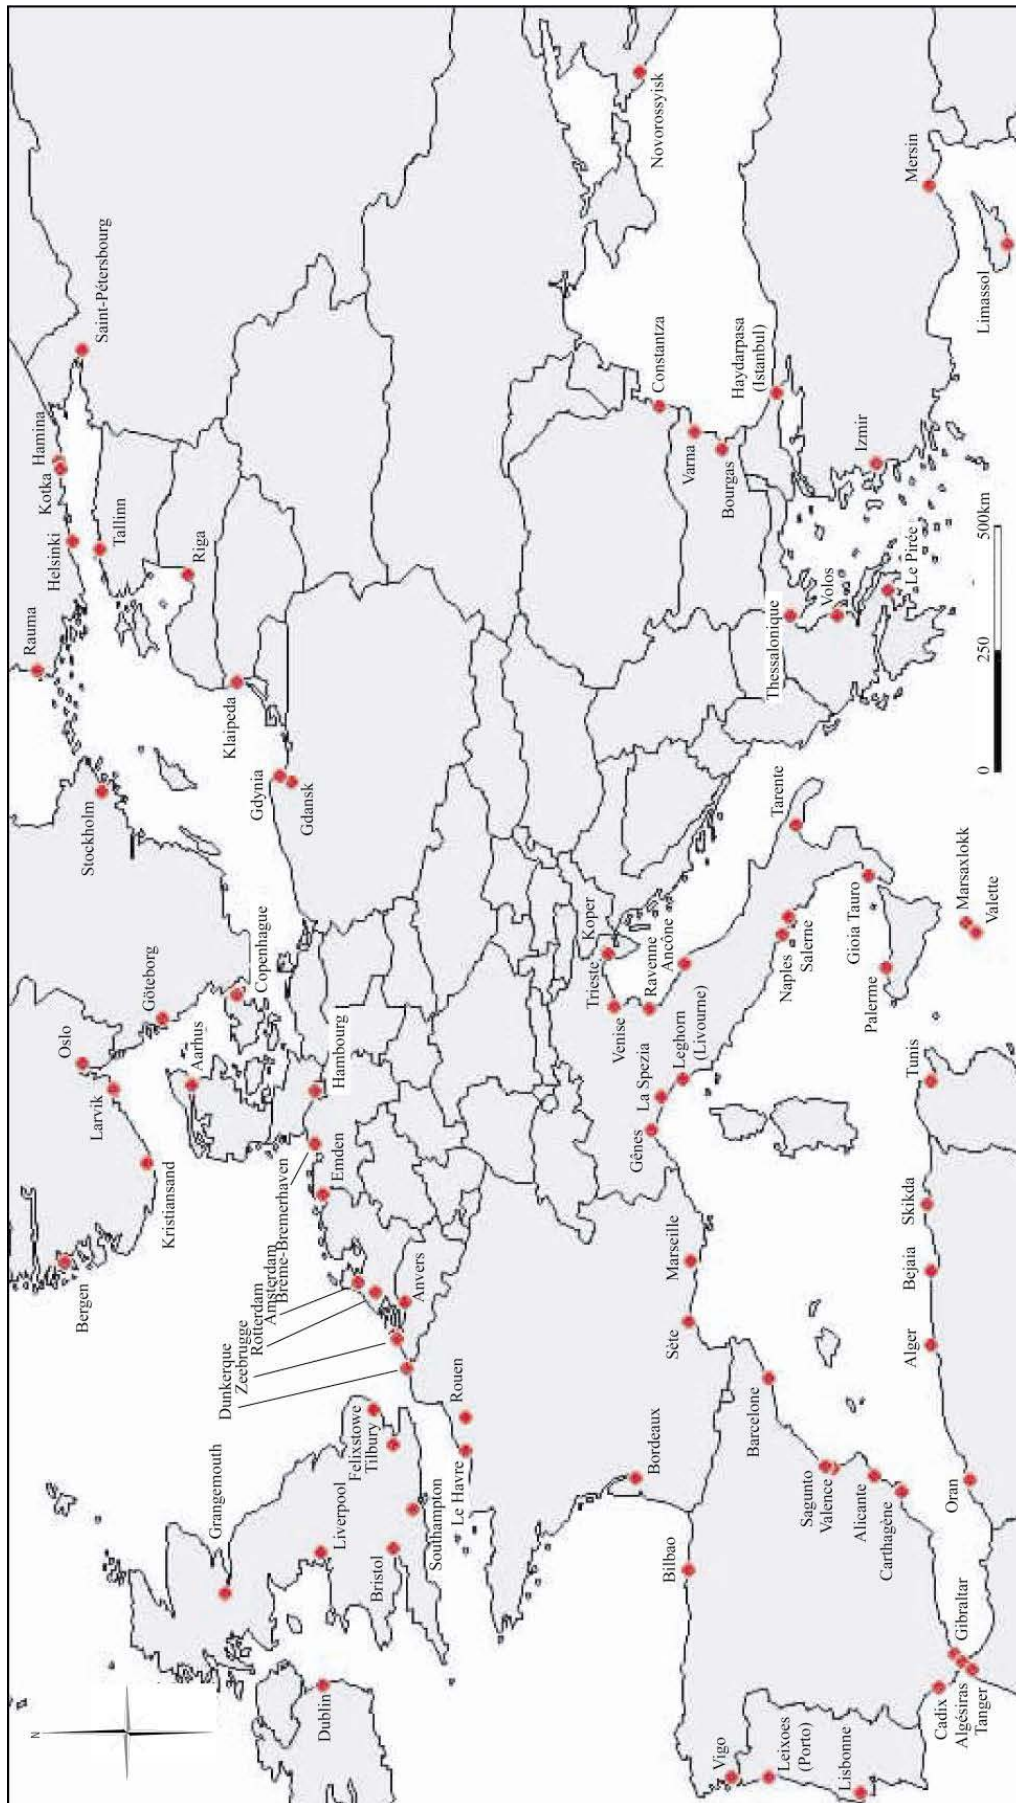 N
Bergen
Oslo
Larvik
Kristiansand
Göteborg
Aarhus
Copenhague
Stockholm
Rauma
Helsinki
Kotka
Hamina
Saint-Pétersbourg
Tallinn
Riga
Klaipeda
Gdynia
Gdansk
Hambourg
Brême-Bremerhaven
Emden
Amsterdam
Rotterdam
Zeebrugge
Dunkerque
Anvers
Grangemouth
Dublin
Liverpool
Bristol
Felixstowe
Tilbury
Southampton
Le Havre
Rouen
Bordeaux
Bilbao
Vigo
Leixoes
(Porto)
Lisbonne
Cadix
Algésiras
Tanger
Gibraltar
Carthagène
Alicante
Valence
Sagunto
Barcelone
Sète
Marseille
Gênes
La Spezia
Leghorn
(Livourne)
Venise
Trieste
Koper
Ravenne
Ancône
Naples
Salerne
Tarente
Gioia Tauro
Palerme
Marsaxlokk
Valette
Oran
Alger
Bejaia
Skikda
Tunis
Thessalonique
Volos
Le Pirée
Izmir
Constantza
Varna
Bourgas
Haydarpasa
(Istanbul)
Novorossyisk
Mersin
Limassol
0
250
500km